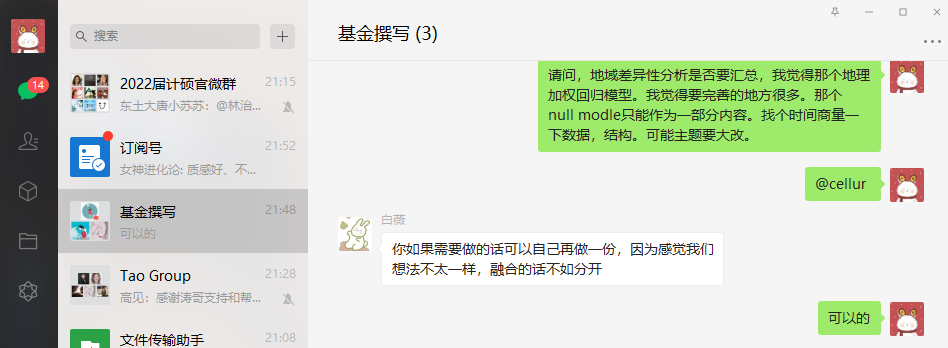 14
搜索
2022届计硕官微群
21:15
东土大唐小苏苏：@林治...
订阅号
21:52
女神进化论: 质感好、不...
基金撰写
21:48
可以的
Tao Group
21:28
高见：感谢涛哥支持和帮...
文件传输助手
21:08
基金撰写 (3)
请问，地域差异性分析是否要汇总，我觉得那个地理
加权回归模型。我觉得要完善的地方很多。那个
null modle只能作为一部分内容。找个时间商量一
下数据，结构。可能主题要大改。
@cellur
白薇
你如果需要做的话可以自己再做一份，因为感觉我们
想法不太一样，融合的话不如分开
可以的